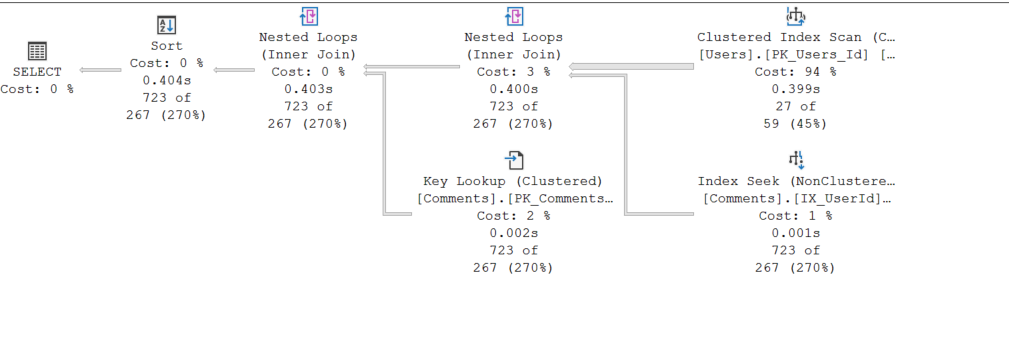 SELECT
Cost: 0 %
Sort
Cost: 0 %
0.404s
723 of
267 (270%)
Nested Loops
(Inner Join)
Cost: 0 %
0.403s
723 of
267 (270%)
Nested Loops
(Inner Join)
Cost: 3 %
0.400s
723 of
267 (270%)
Clustered Index Scan (C…
[Users].[PK_Users_Id] […
Cost: 94 %
0.399s
27 of
59 (45%)
Key Lookup (Clustered)
[Comments].[PK_Comments…
Cost: 2 %
0.002s
723 of
267 (270%)
Index Seek (NonClustere…
[Comments].[IX_UserId]…
Cost: 1 %
0.001s
723 of
267 (270%)